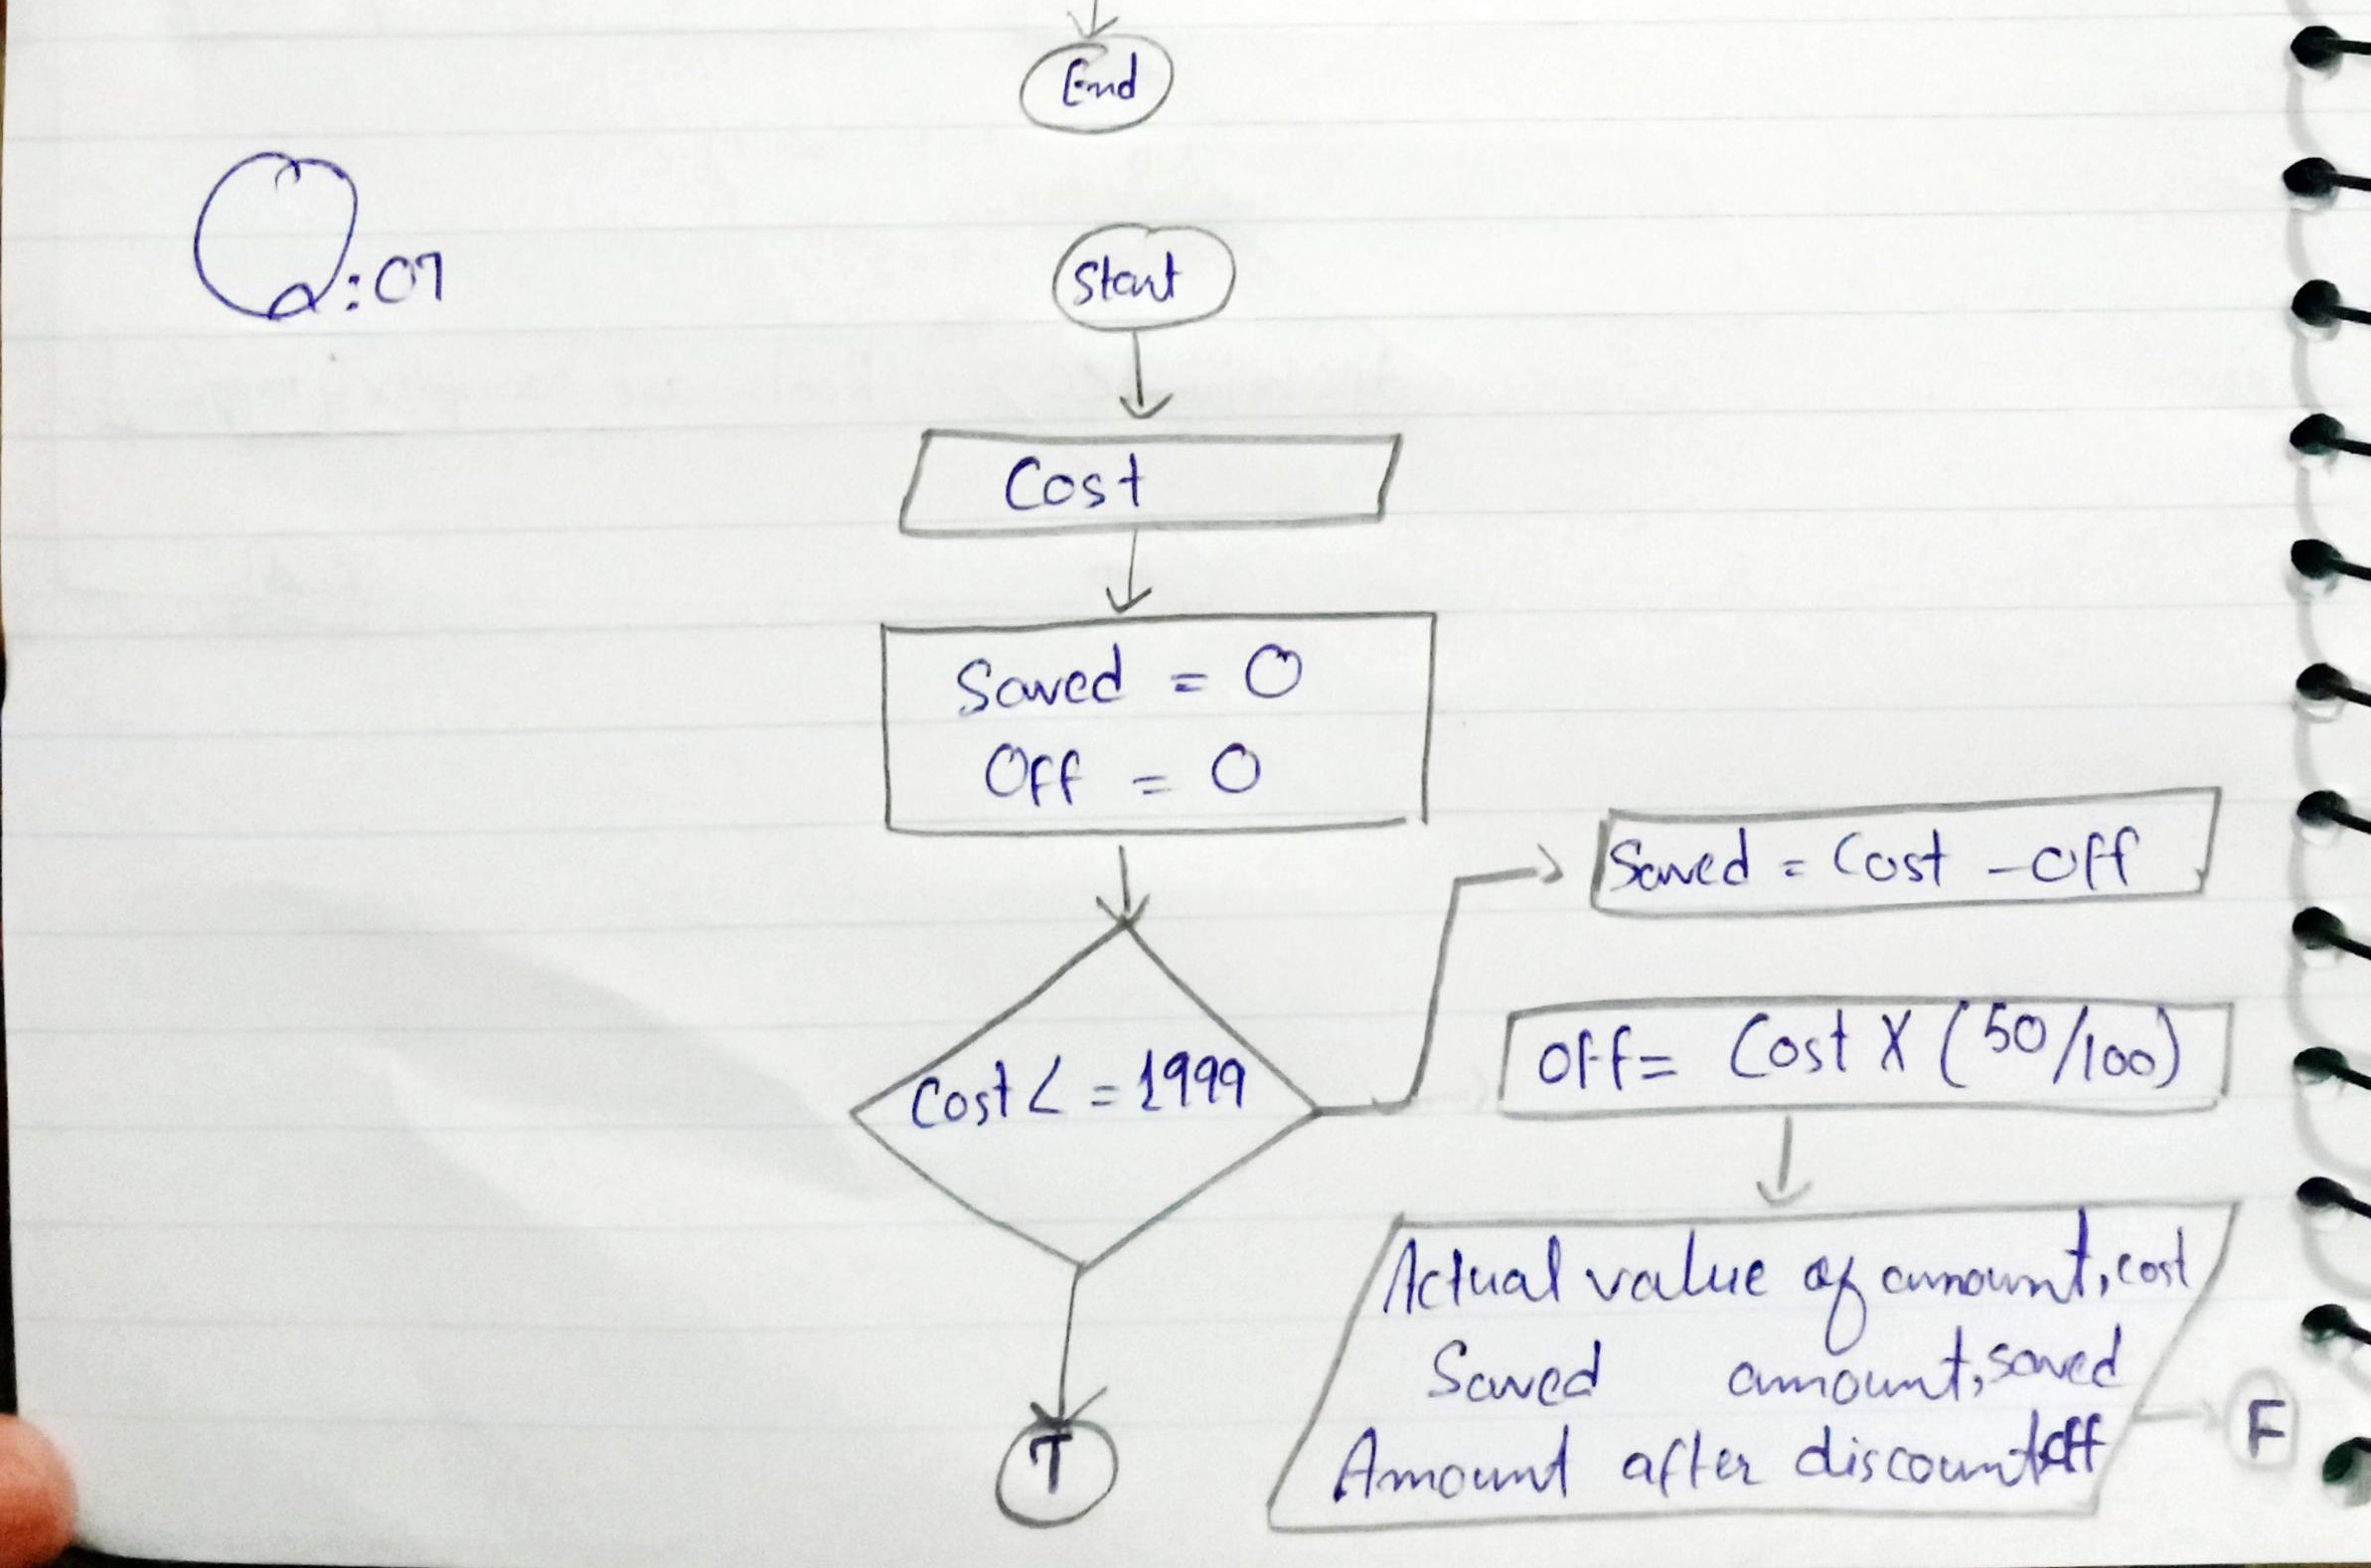 End
Q:07
Start
Cost
Saved = 0
Off = 0
Saved = Cost - Off
Cost < = 1999
Off = Cost X (50/100)
Actual value of amount, cost
Saved amount, saved
Amount after discount off
T
F